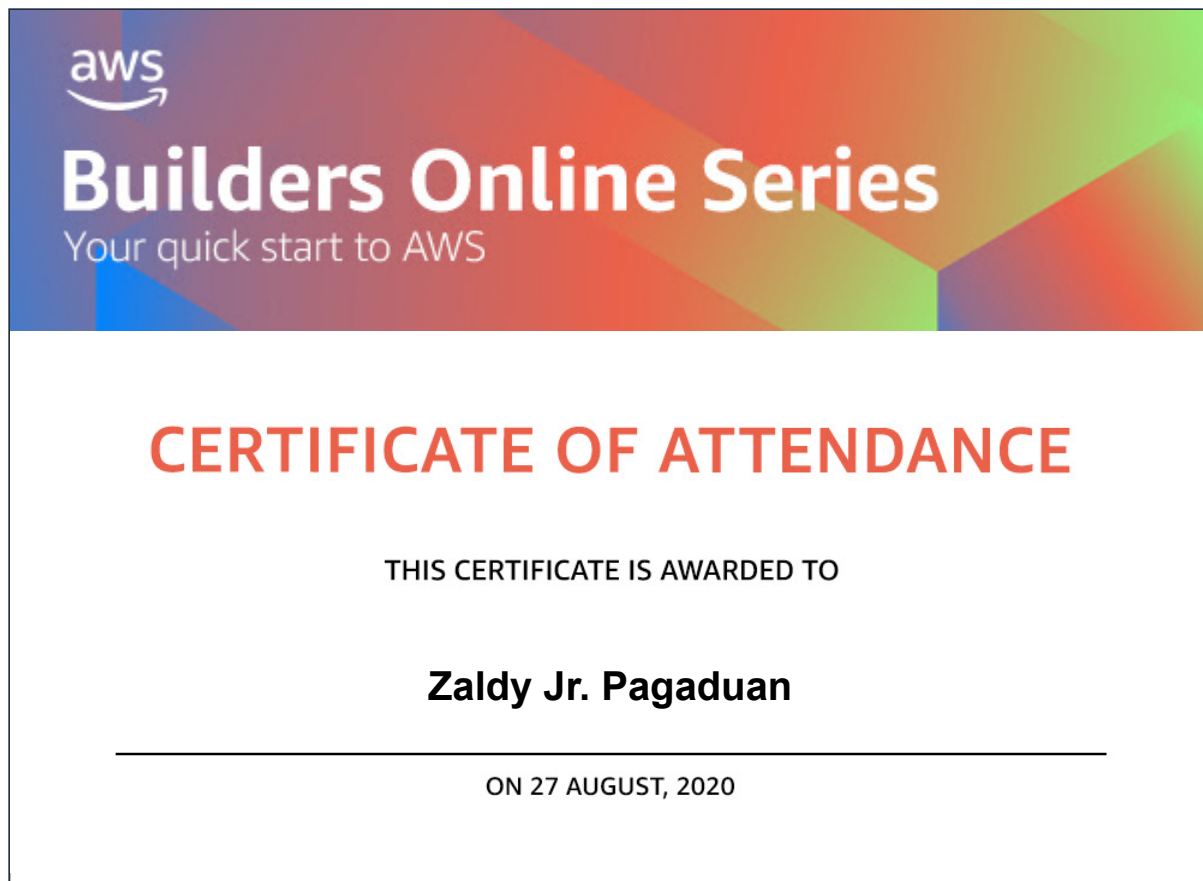 aws
Builders Online Series
Your quick start to AWS
CERTIFICATE OF ATTENDANCE
THIS CERTIFICATE IS AWARDED TO
Zaldy Jr. Pagaduan
ON 27 AUGUST, 2020